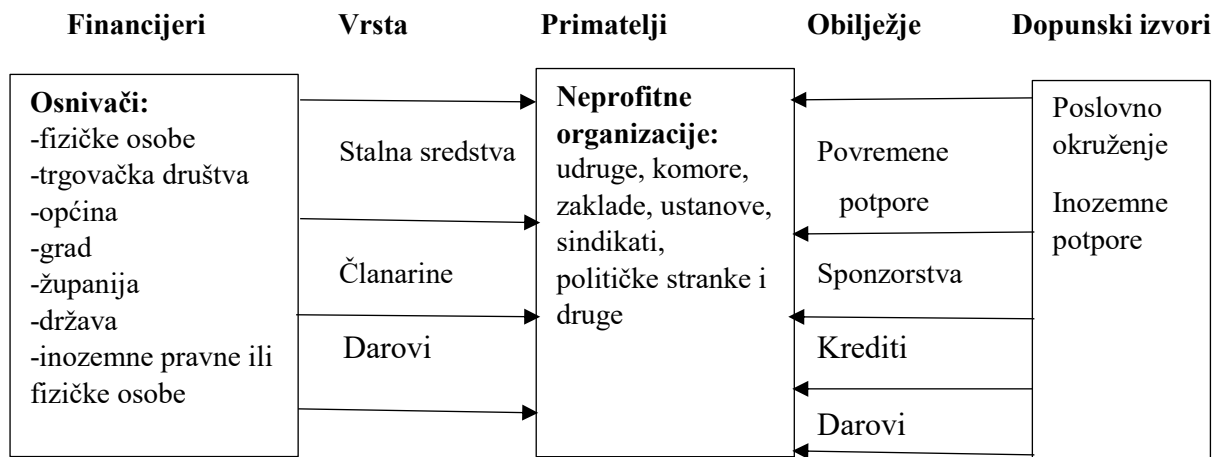 Financijeri Vrsta Primatelji Obilježje Dopunski izvori
Osnivači:
-fizičke osobe
-trgovačka društva
-općina
-grad
-županija
-država
-inozemne pravne ili
fizičke osobe
Stalna sredstva
Članarine
Darovi
Neprofitne
organizacije:
udruge, komore,
zaklade, ustanove,
sindikati,
političke stranke i
druge
Povremene
potpore
Sponzorstva
Krediti
Darovi
Poslovno
okruženje
Inozemne
potpore